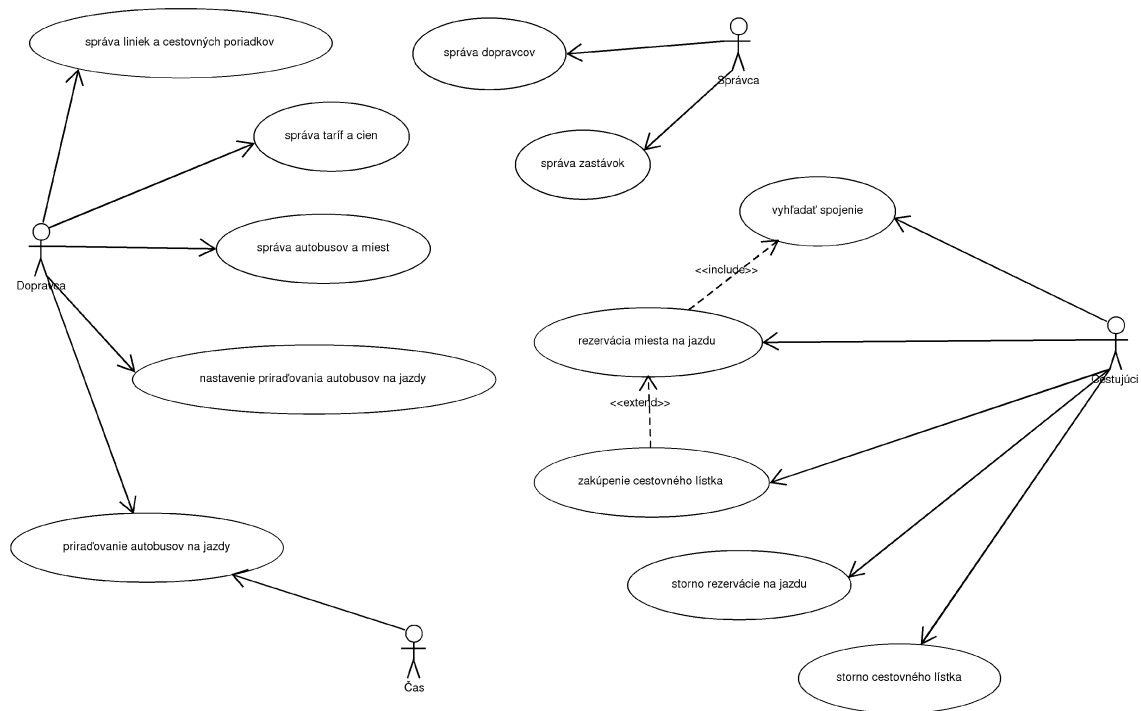 správa liniek a cestovných poriadkov
správa dopravcov
Správca
správa taríf a cien
správa zastávok
vyhľadať spojenie
správa autobusov a miest
Dopravca
<<include>>
rezervácia miesta na jazdu
nastavenie priraďovania autobusov na jazdy
Cestujúci
<<extend>>
zakúpenie cestovného lístka
priraďovanie autobusov na jazdy
storno rezervácie na jazdu
storno cestovného lístka
Čas